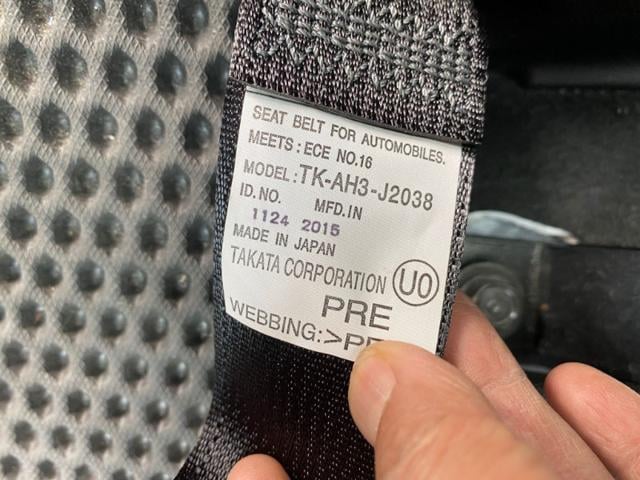 SEAT BELT FOR AUTOMOBILES.
MEETS: ECE NO.16
MODEL: TK-AH3-J2038
ID.NO. MFD.IN
1124 2015
MADE IN JAPAN
TAKATA CORPORATION U0
PRE
WEBBING:>